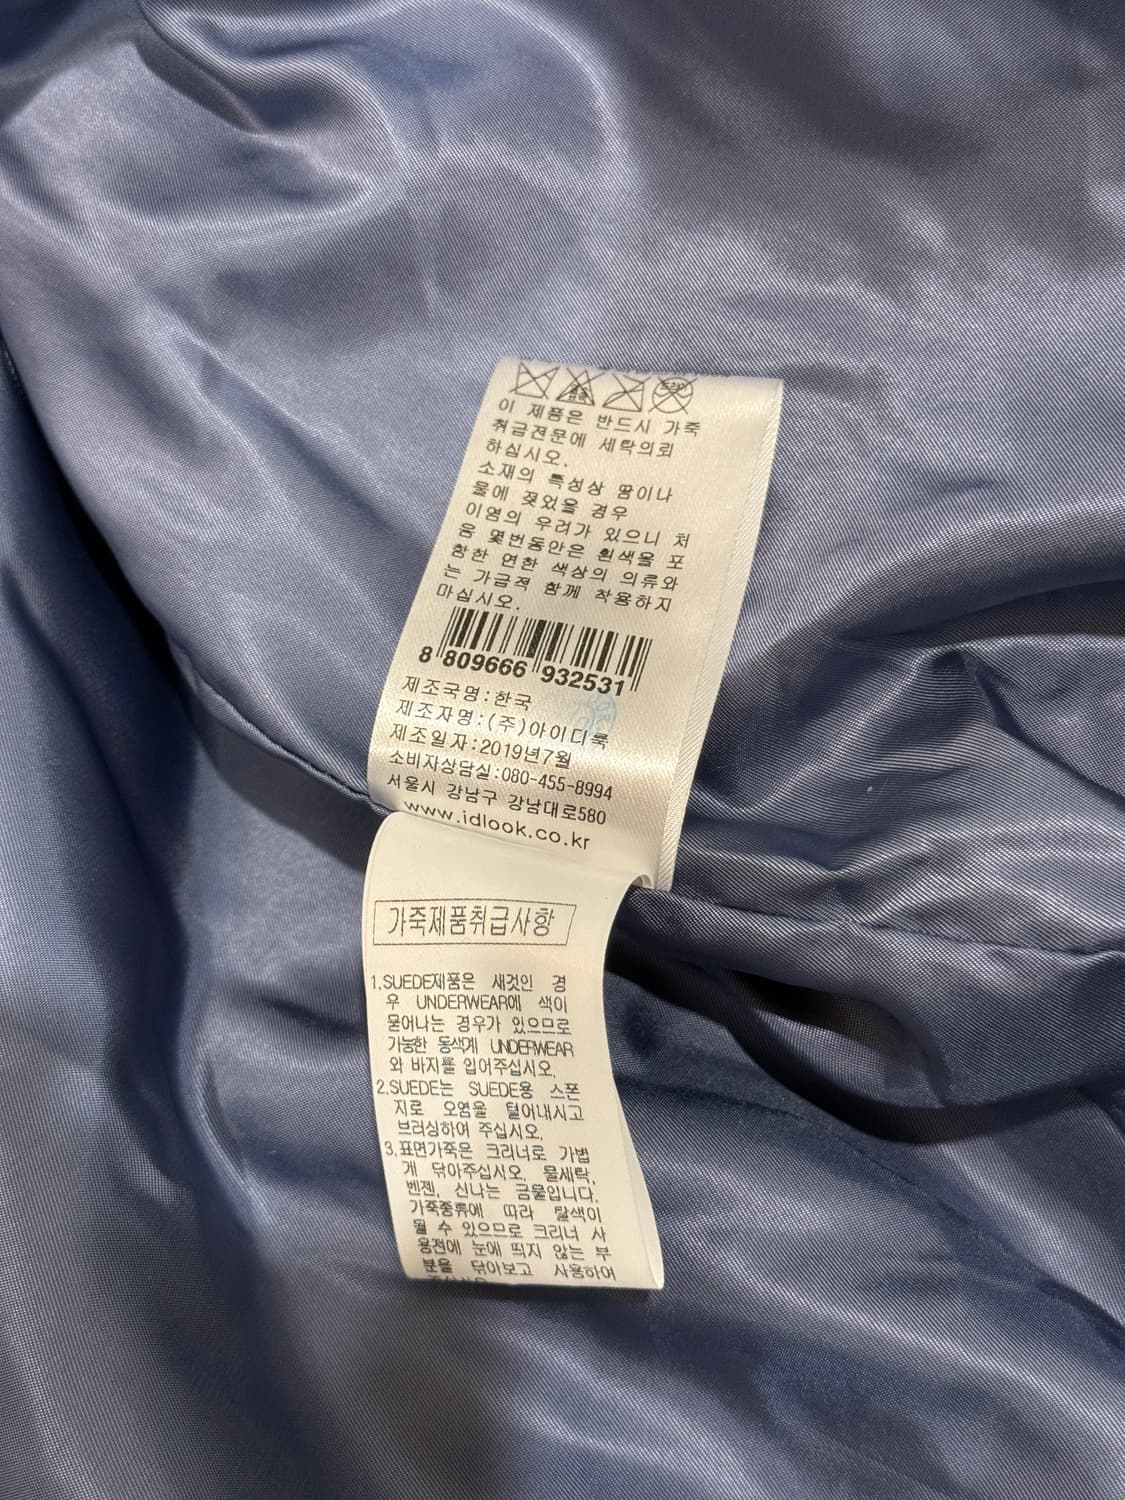 이 제품은 반드시 가죽
취급전문에 세탁의뢰
하십시오.
소재의 특성상 땀이나
물에 젖었을 경우
이염의 우려가 있으니 처
음 몇번동안은 흰색을 포
함한 연한 색상의 의류와
는 가급적 함께 착용하지
마십시오.
8 809666 932531
제조국명:한국
제조자명:(주)아이디룩
제조일자:2019년7월
소비자상담실:080-455-8994
서울시 강남구 강남대로580
www.idlook.co.kr
가죽제품취급사항
1.SUEDE제품은 새것인 경
우 UNDERWEAR에 색이
묻어나는 경우가 있으므로
가능한 동색계 UNDERWEAR
와 바지를 입어주십시오.
2.SUEDE는 SUEDE용 스폰
지로 오염을 털어내시고
브러싱하여 주십시오.
3.표면가죽은 크리너로 가볍
게 닦아주십시오. 물세탁,
벤젠, 신나는 금물입니다.
가죽종류에 따라 탈색이
될 수 있으므로 크리너 사
용전에 눈에 띄지 않는 부
분을 닦아보고 사용하여